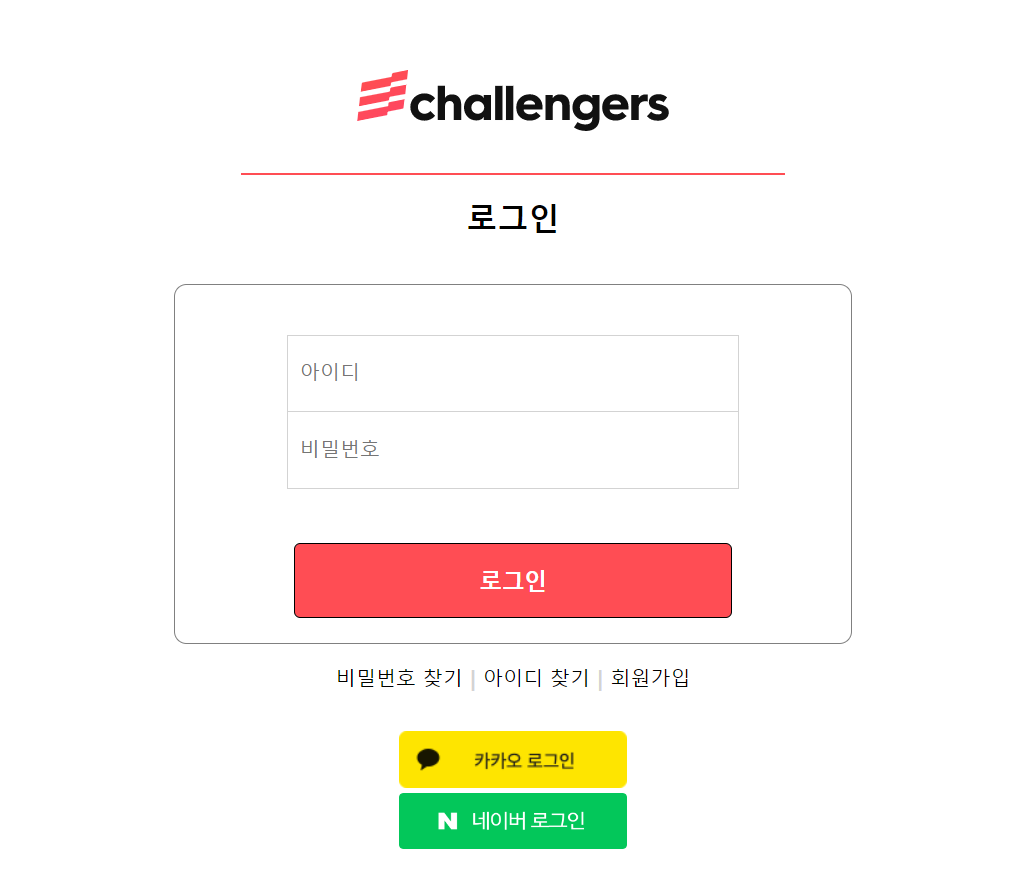 challengers
로그인
아이디
비밀번호
로그인
비밀번호 찾기 | 아이디 찾기 | 회원가입
카카오 로그인
N 네이버 로그인